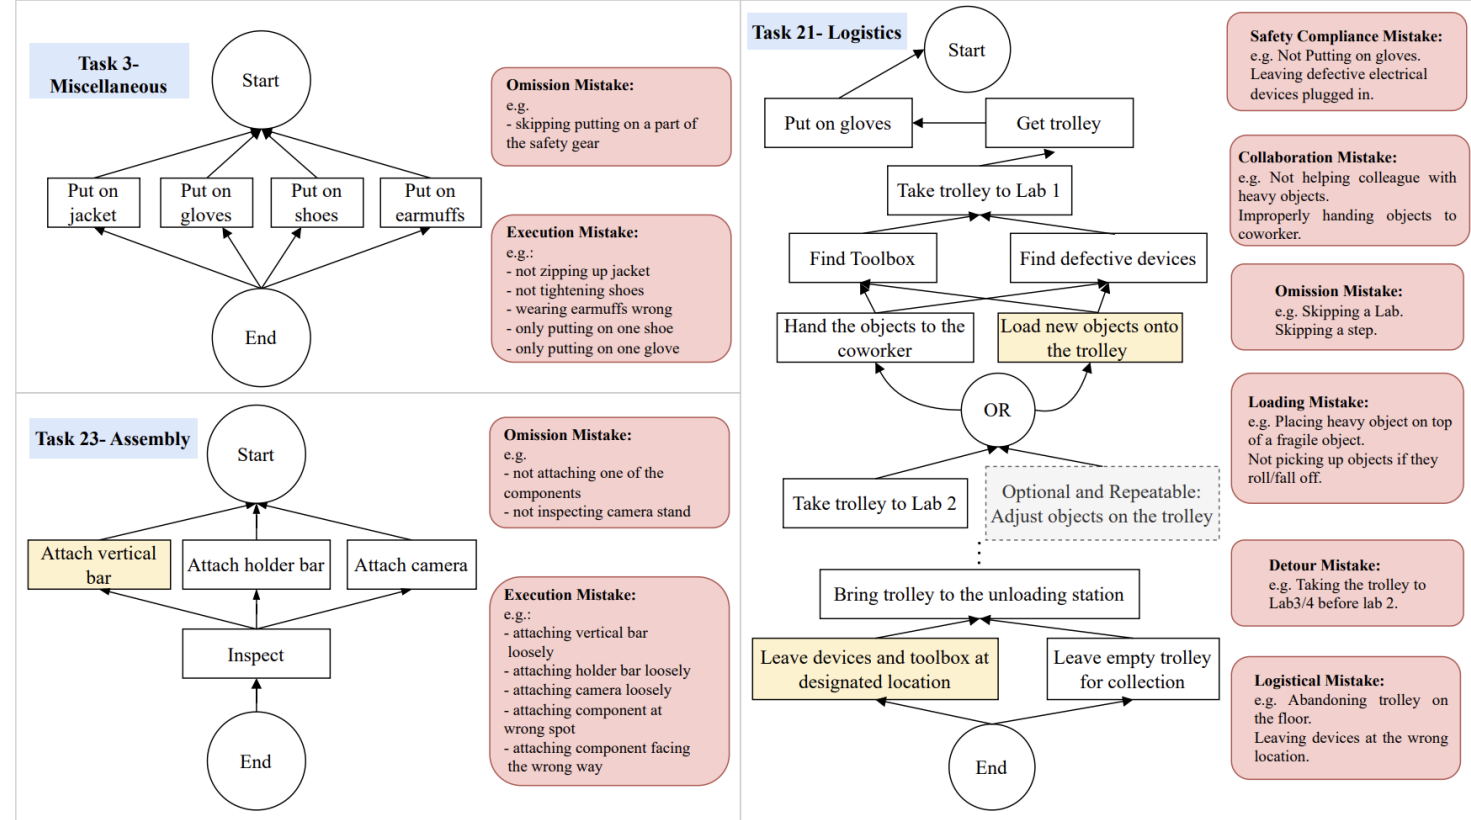 Task 3-
Miscellaneous
Start
Put on
jacket
Put on
gloves
Put on
shoes
Put on
earmuffs
End
Omission Mistake:
e.g.
- skipping putting on a part of
the safety gear
Execution Mistake:
e.g.:
- not zipping up jacket
- not tightening shoes
- wearing earmuffs wrong
- only putting on one shoe
- only putting on one glove
Task 23- Assembly
Start
Attach vertical
bar
Attach holder bar
Attach camera
Inspect
End
Omission Mistake:
e.g.
- not attaching one of the
components
- not inspecting camera stand
Execution Mistake:
e.g.:
- attaching vertical bar
loosely
- attaching holder bar loosely
- attaching camera loosely
- attaching component at
wrong spot
- attaching component facing
the wrong way
Task 21- Logistics
Start
Put on gloves
Get trolley
Take trolley to Lab 1
Find Toolbox
Find defective devices
Hand the objects to the
coworker
Load new objects onto
the trolley
OR
Take trolley to Lab 2
Optional and Repeatable:
Adjust objects on the trolley
Bring trolley to the unloading station
Leave devices and toolbox at
designated location
Leave empty trolley
for collection
End
Safety Compliance Mistake:
e.g. Not Putting on gloves.
Leaving defective electrical
devices plugged in.
Collaboration Mistake:
e.g. Not helping colleague with
heavy objects.
Improperly handing objects to
coworker.
Omission Mistake:
e.g. Skipping a Lab.
Skipping a step.
Loading Mistake:
e.g. Placing heavy object on top
of a fragile object.
Not picking up objects if they
roll/fall off.
Detour Mistake:
e.g. Taking the trolley to
Lab3/4 before lab 2.
Logistical Mistake:
e.g. Abandoning trolley on
the floor.
Leaving devices at the wrong
location.